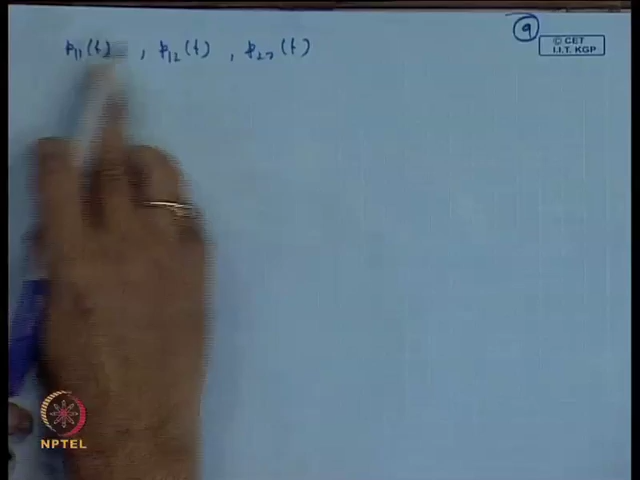 9
© CET
I.I.T. KGP
p₁₁(t) , p₁₂(t) , p₂₂(t)
NPTEL